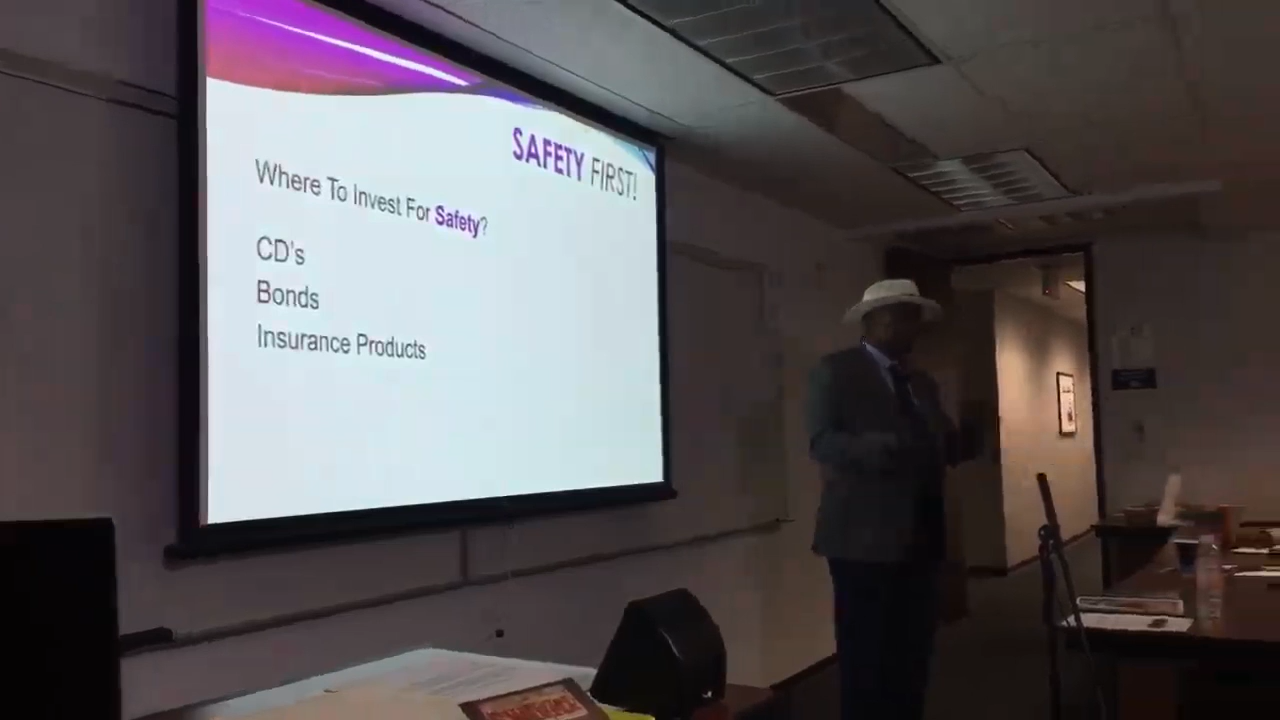 SAFETY FIRST!
Where To Invest For Safety?
CD's
Bonds
Insurance Products